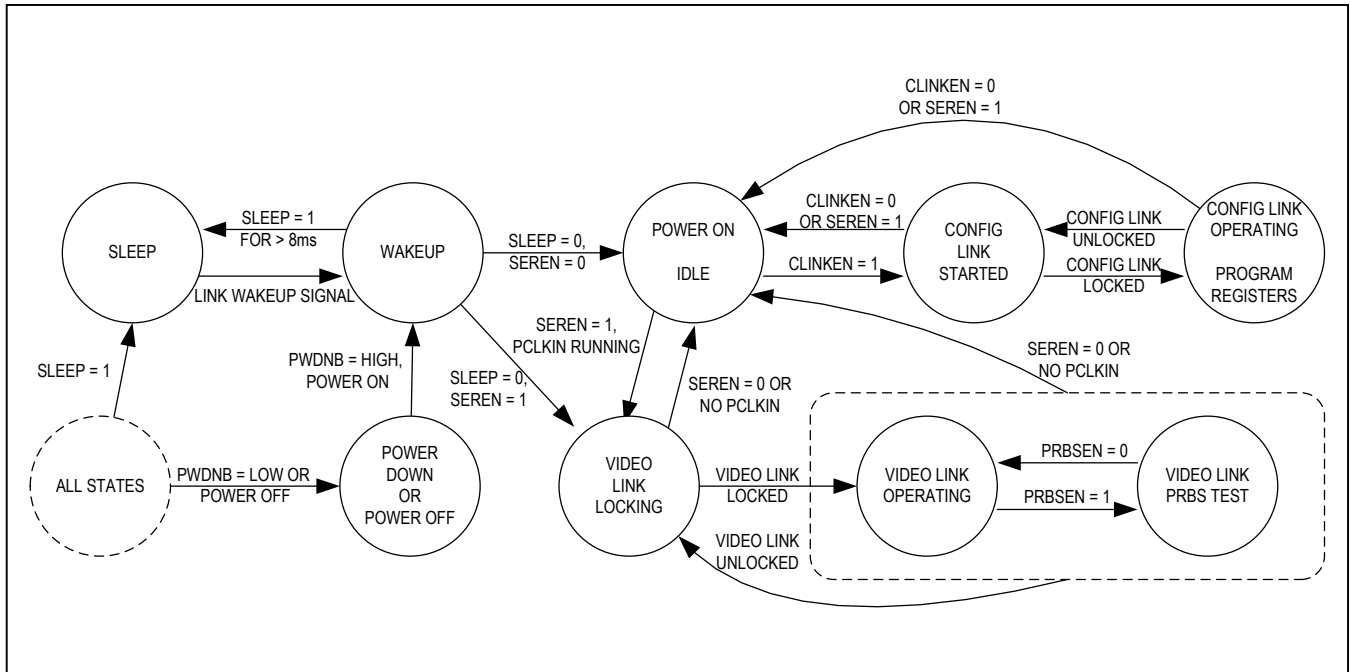 CLINKEN = 0
OR SEREN = 1
SLEEP = 1
FOR > 8ms
SLEEP
LINK WAKEUP SIGNAL
WAKEUP
SLEEP = 0,
SEREN = 0
POWER ON
IDLE
CLINKEN = 0
OR SEREN = 1
CLINKEN = 1
CONFIG
LINK
STARTED
CONFIG LINK
UNLOCKED
CONFIG LINK
LOCKED
CONFIG LINK
OPERATING
PROGRAM
REGISTERS
SLEEP = 1
PWDNB = HIGH,
POWER ON
SLEEP = 0,
SEREN = 1
SEREN = 1,
PCLKIN RUNNING
SEREN = 0 OR
NO PCLKIN
SEREN = 0 OR
NO PCLKIN
ALL STATES
PWDNB = LOW OR
POWER OFF
POWER
DOWN
OR
POWER OFF
VIDEO
LINK
LOCKING
VIDEO LINK
LOCKED
VIDEO LINK
OPERATING
PRBSEN = 0
PRBSEN = 1
VIDEO LINK
PRBS TEST
VIDEO LINK
UNLOCKED